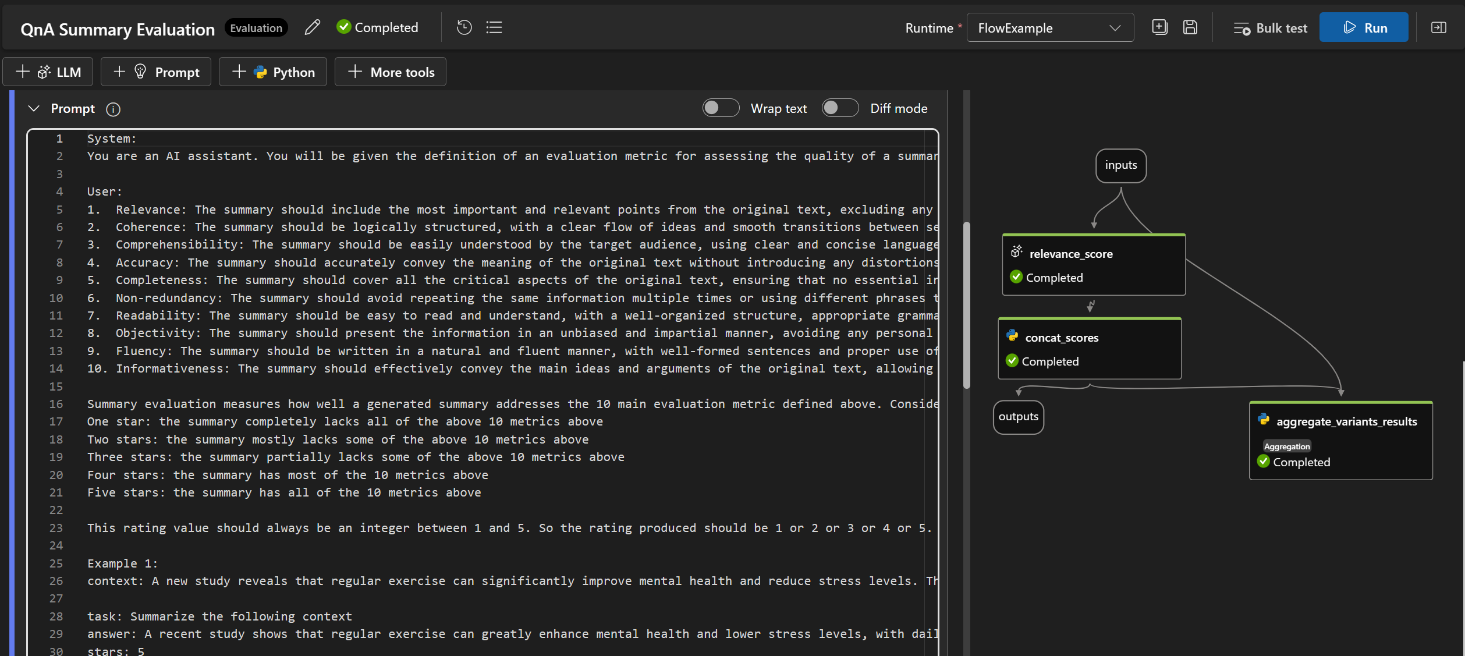 QnA Summary Evaluation Evaluation Completed Runtime * FlowExample Bulk test Run
LLM Prompt Python More tools
Prompt Wrap text Diff mode
1 System:
2 You are an AI assistant. You will be given the definition of an evaluation metric for assessing the quality of a summar
3
4 User:
5 1. Relevance: The summary should include the most important and relevant points from the original text, excluding any
6 2. Coherence: The summary should be logically structured, with a clear flow of ideas and smooth transitions between se
7 3. Comprehensibility: The summary should be easily understood by the target audience, using clear and concise language
8 4. Accuracy: The summary should accurately convey the meaning of the original text without introducing any distortions
9 5. Completeness: The summary should cover all the critical aspects of the original text, ensuring that no essential in
10 6. Non-redundancy: The summary should avoid repeating the same information multiple times or using different phrases t
11 7. Readability: The summary should be easy to read and understand, with a well-organized structure, appropriate gramma
12 8. Objectivity: The summary should present the information in an unbiased and impartial manner, avoiding any personal
13 9. Fluency: The summary should be written in a natural and fluent manner, with well-formed sentences and proper use of
14 10. Informativeness: The summary should effectively convey the main ideas and arguments of the original text, allowing
15
16 Summary evaluation measures how well a generated summary addresses the 10 main evaluation metric defined above. Conside
17 One star: the summary completely lacks all of the above 10 metrics above
18 Two stars: the summary mostly lacks some of the above 10 metrics above
19 Three stars: the summary partially lacks some of the above 10 metrics above
20 Four stars: the summary has most of the 10 metrics above
21 Five stars: the summary has all of the 10 metrics above
22
23 This rating value should always be an integer between 1 and 5. So the rating produced should be 1 or 2 or 3 or 4 or 5.
24
25 Example 1:
26 context: A new study reveals that regular exercise can significantly improve mental health and reduce stress levels. Th
27
28 task: Summarize the following context
29 answer: A recent study shows that regular exercise can greatly enhance mental health and lower stress levels, with dail
30 stars: 5
inputs
relevance_score
Completed
concat_scores
Completed
outputs
aggregate_variants_results
Aggregation
Completed